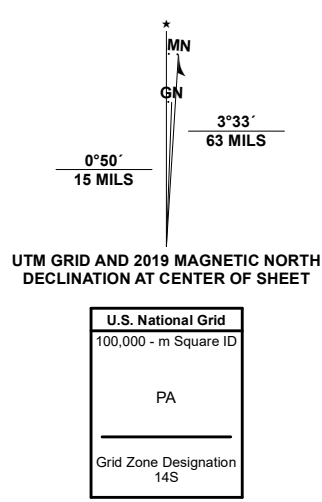 ★
MN
GN
3°33´
63 MILS
0°50´
15 MILS
UTM GRID AND 2019 MAGNETIC NORTH
DECLINATION AT CENTER OF SHEET
U.S. National Grid
100,000 - m Square ID
PA
Grid Zone Designation
14S